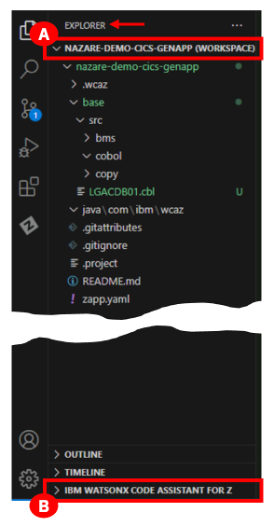 EXPLORER
A
NAZARE-DEMO-CICS-GENAPP (WORKSPACE)
nazare-demo-cics-genapp
.wcaz
base
src
bms
cobol
copy
LGACDB01.cbl U
java\com\ibm\wcaz
.gitattributes
.gitignore
.project
README.md
! zapp.yaml
1
OUTLINE
TIMELINE
IBM WATSONX CODE ASSISTANT FOR Z
B